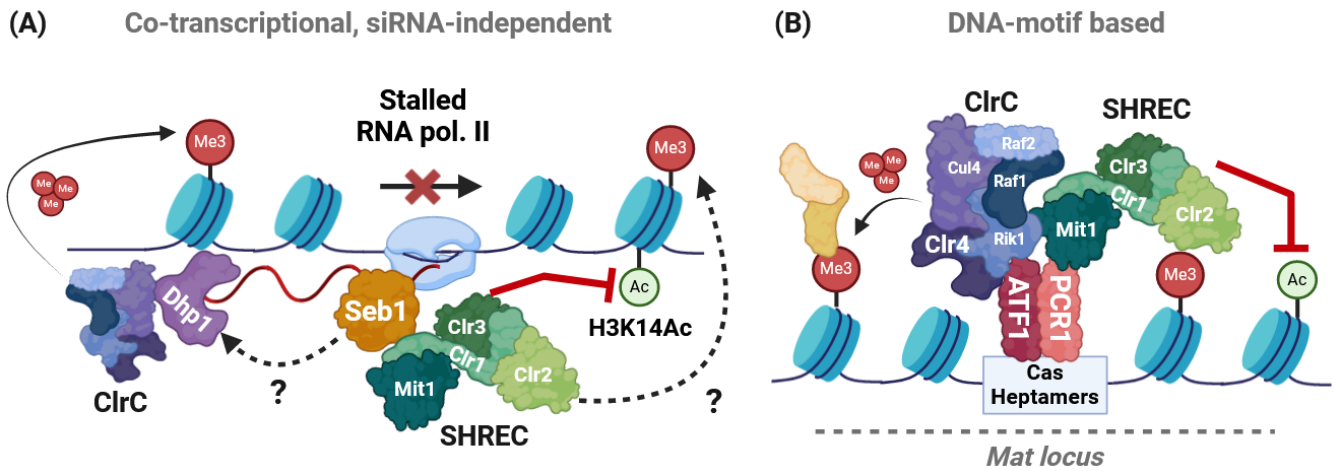 (A) Co-transcriptional, siRNA-independent
Stalled
RNA pol. II
Me3
Me3
Me
Me
Me
Dhp1
Seb1
Clr3
Clr1
Clr2
Mit1
Ac
H3K14Ac
?
?
ClrC
SHREC
(B) DNA-motif based
ClrC
SHREC
Raf2
Cul4
Raf1
Rik1
Clr4
Clr3
Clr1
Clr2
Mit1
Me
Me
Me
Me3
Me3
Ac
ATF1
PCR1
Cas
Heptamers
Mat locus